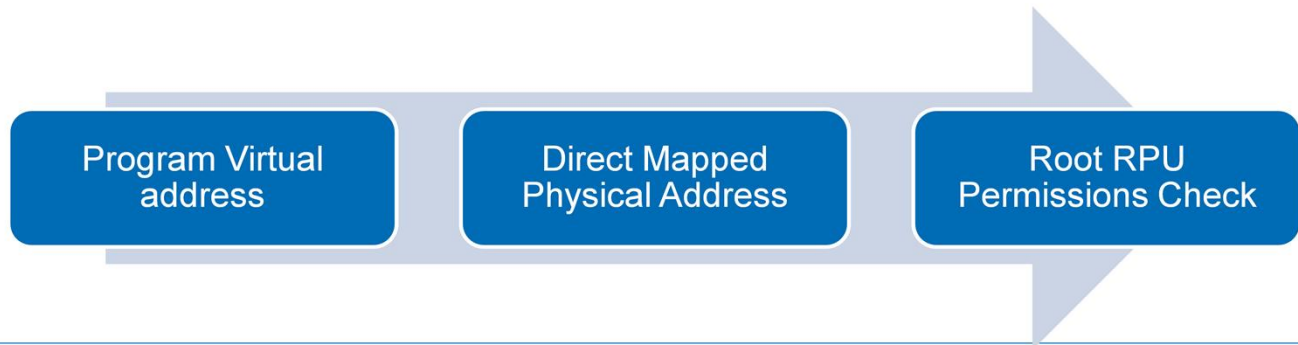 Program Virtual
address
Direct Mapped
Physical Address
Root RPU
Permissions Check